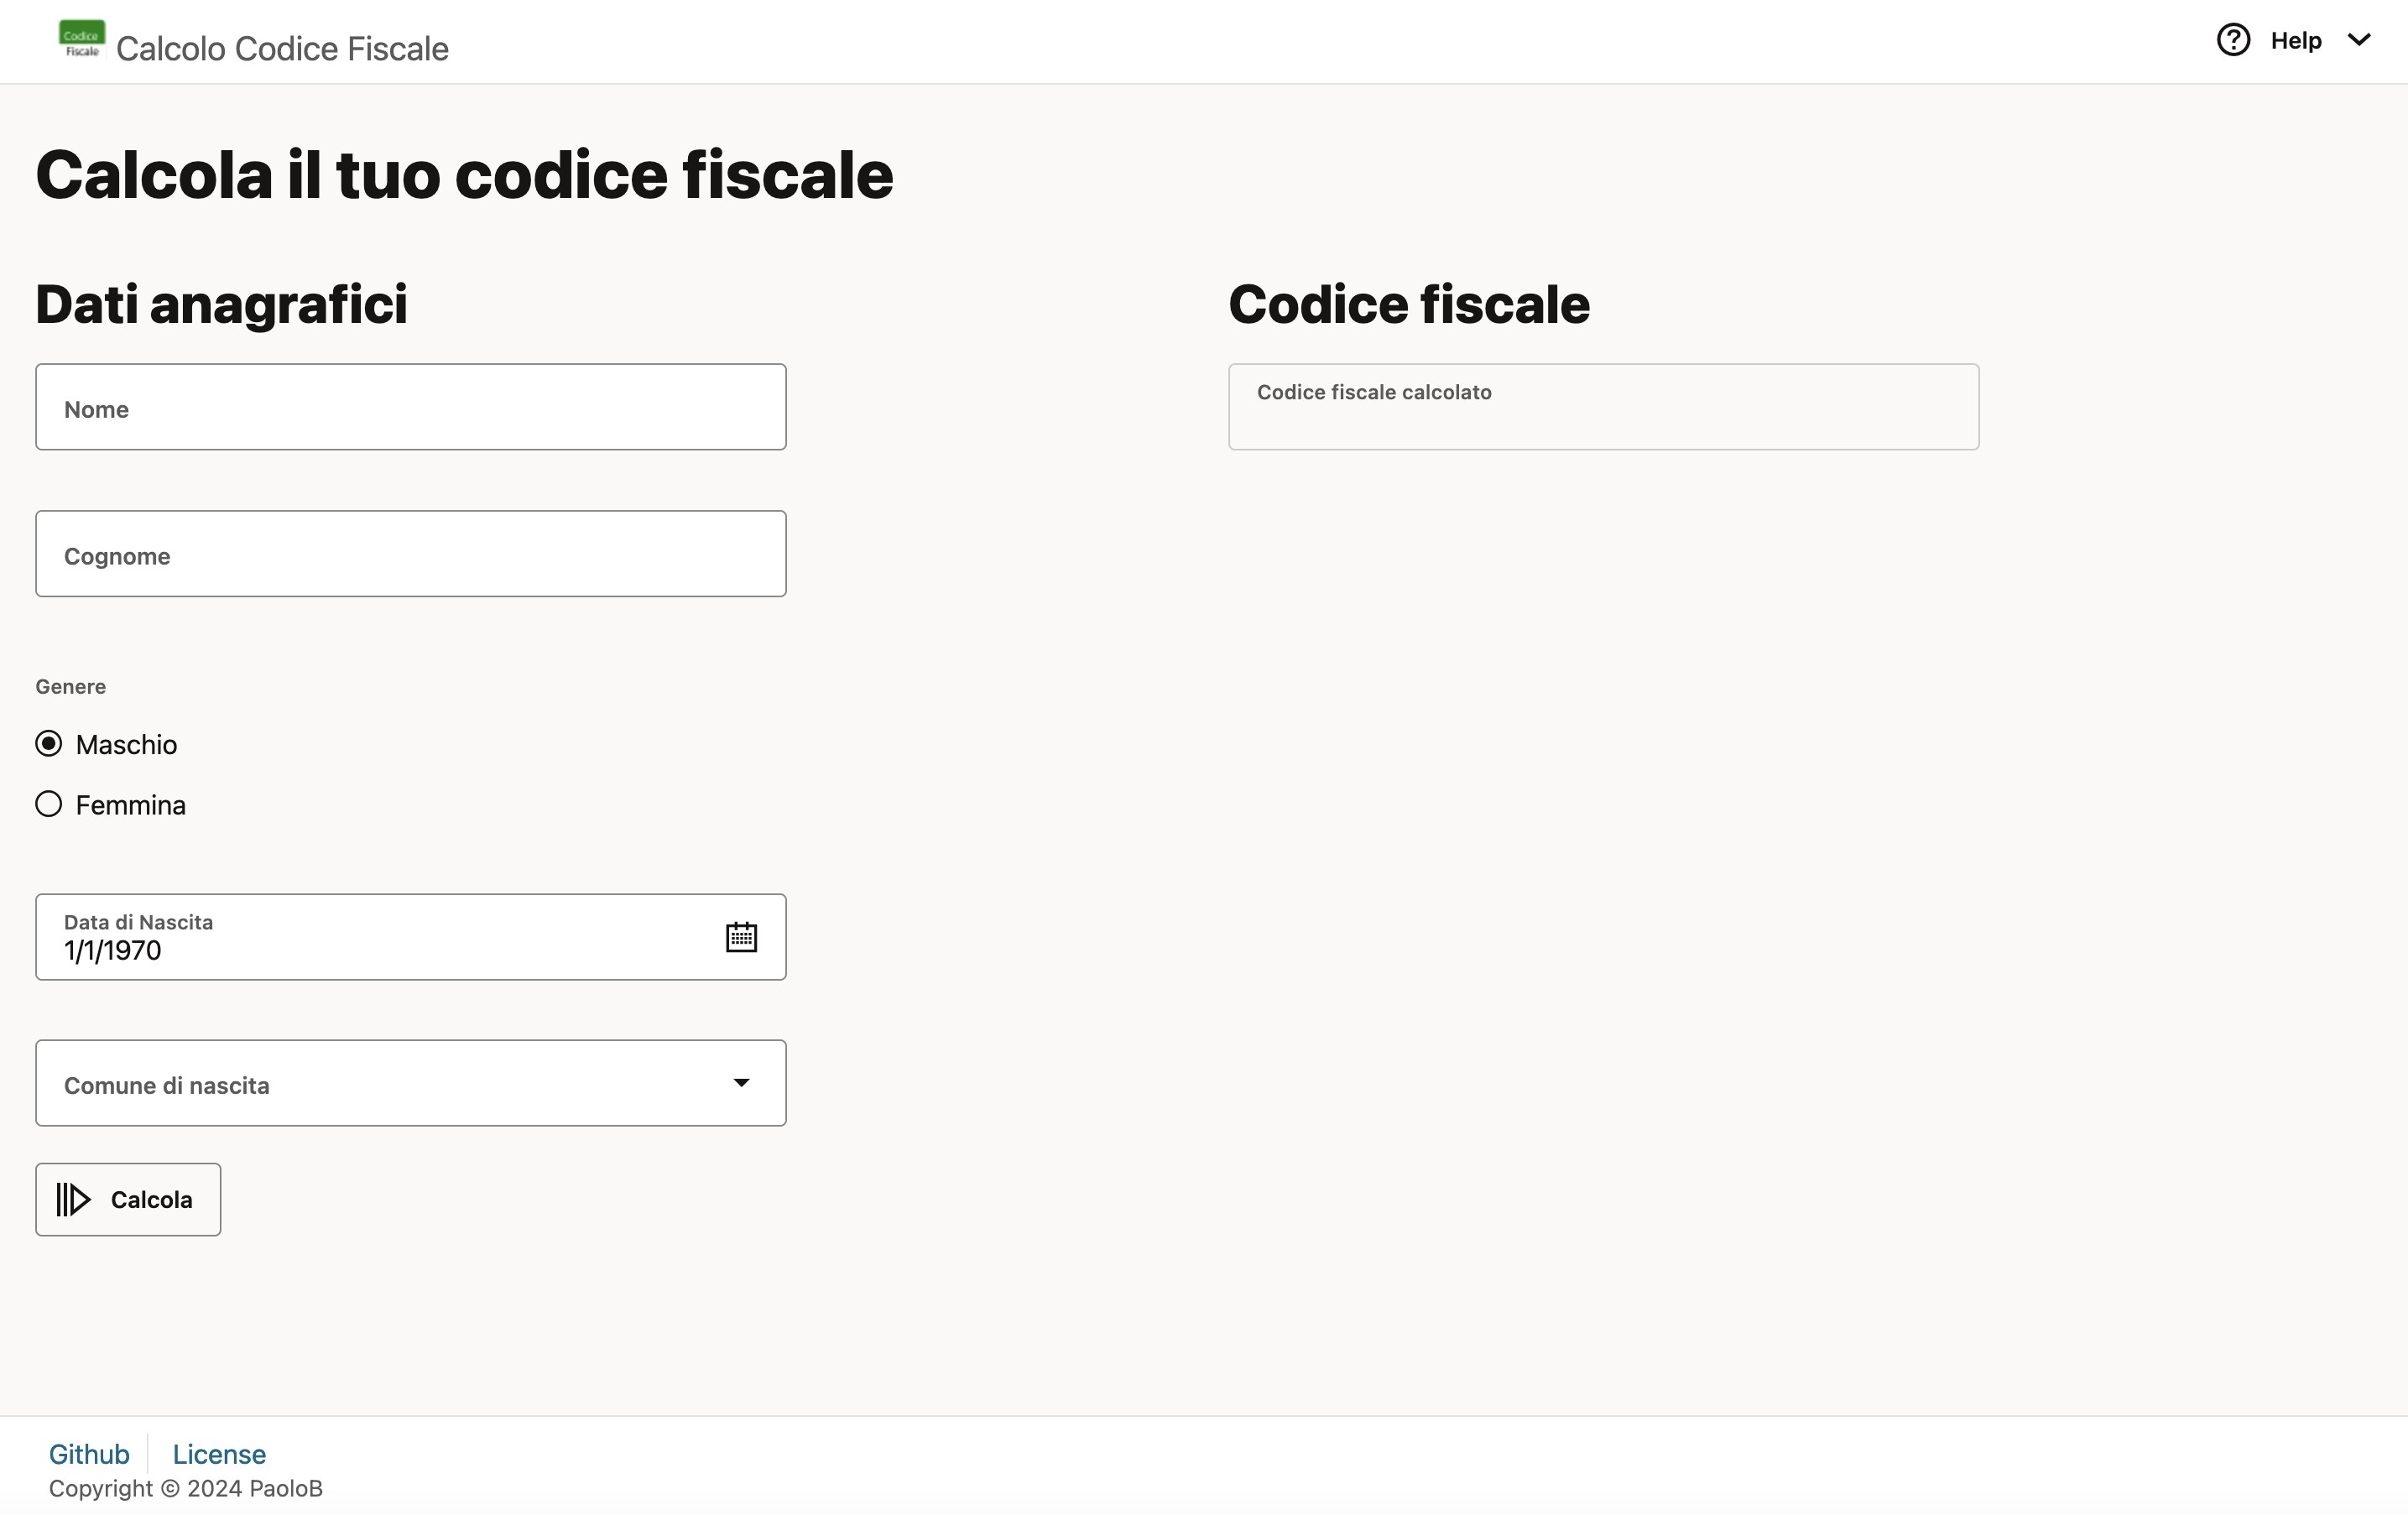 Codice
Fiscale
Calcolo Codice Fiscale
Help
Calcola il tuo codice fiscale
Dati anagrafici
Nome
Cognome
Genere
Maschio
Femmina
Data di Nascita
1/1/1970
Comune di nascita
Calcola
Codice fiscale
Codice fiscale calcolato
Github
License
Copyright © 2024 PaoloB